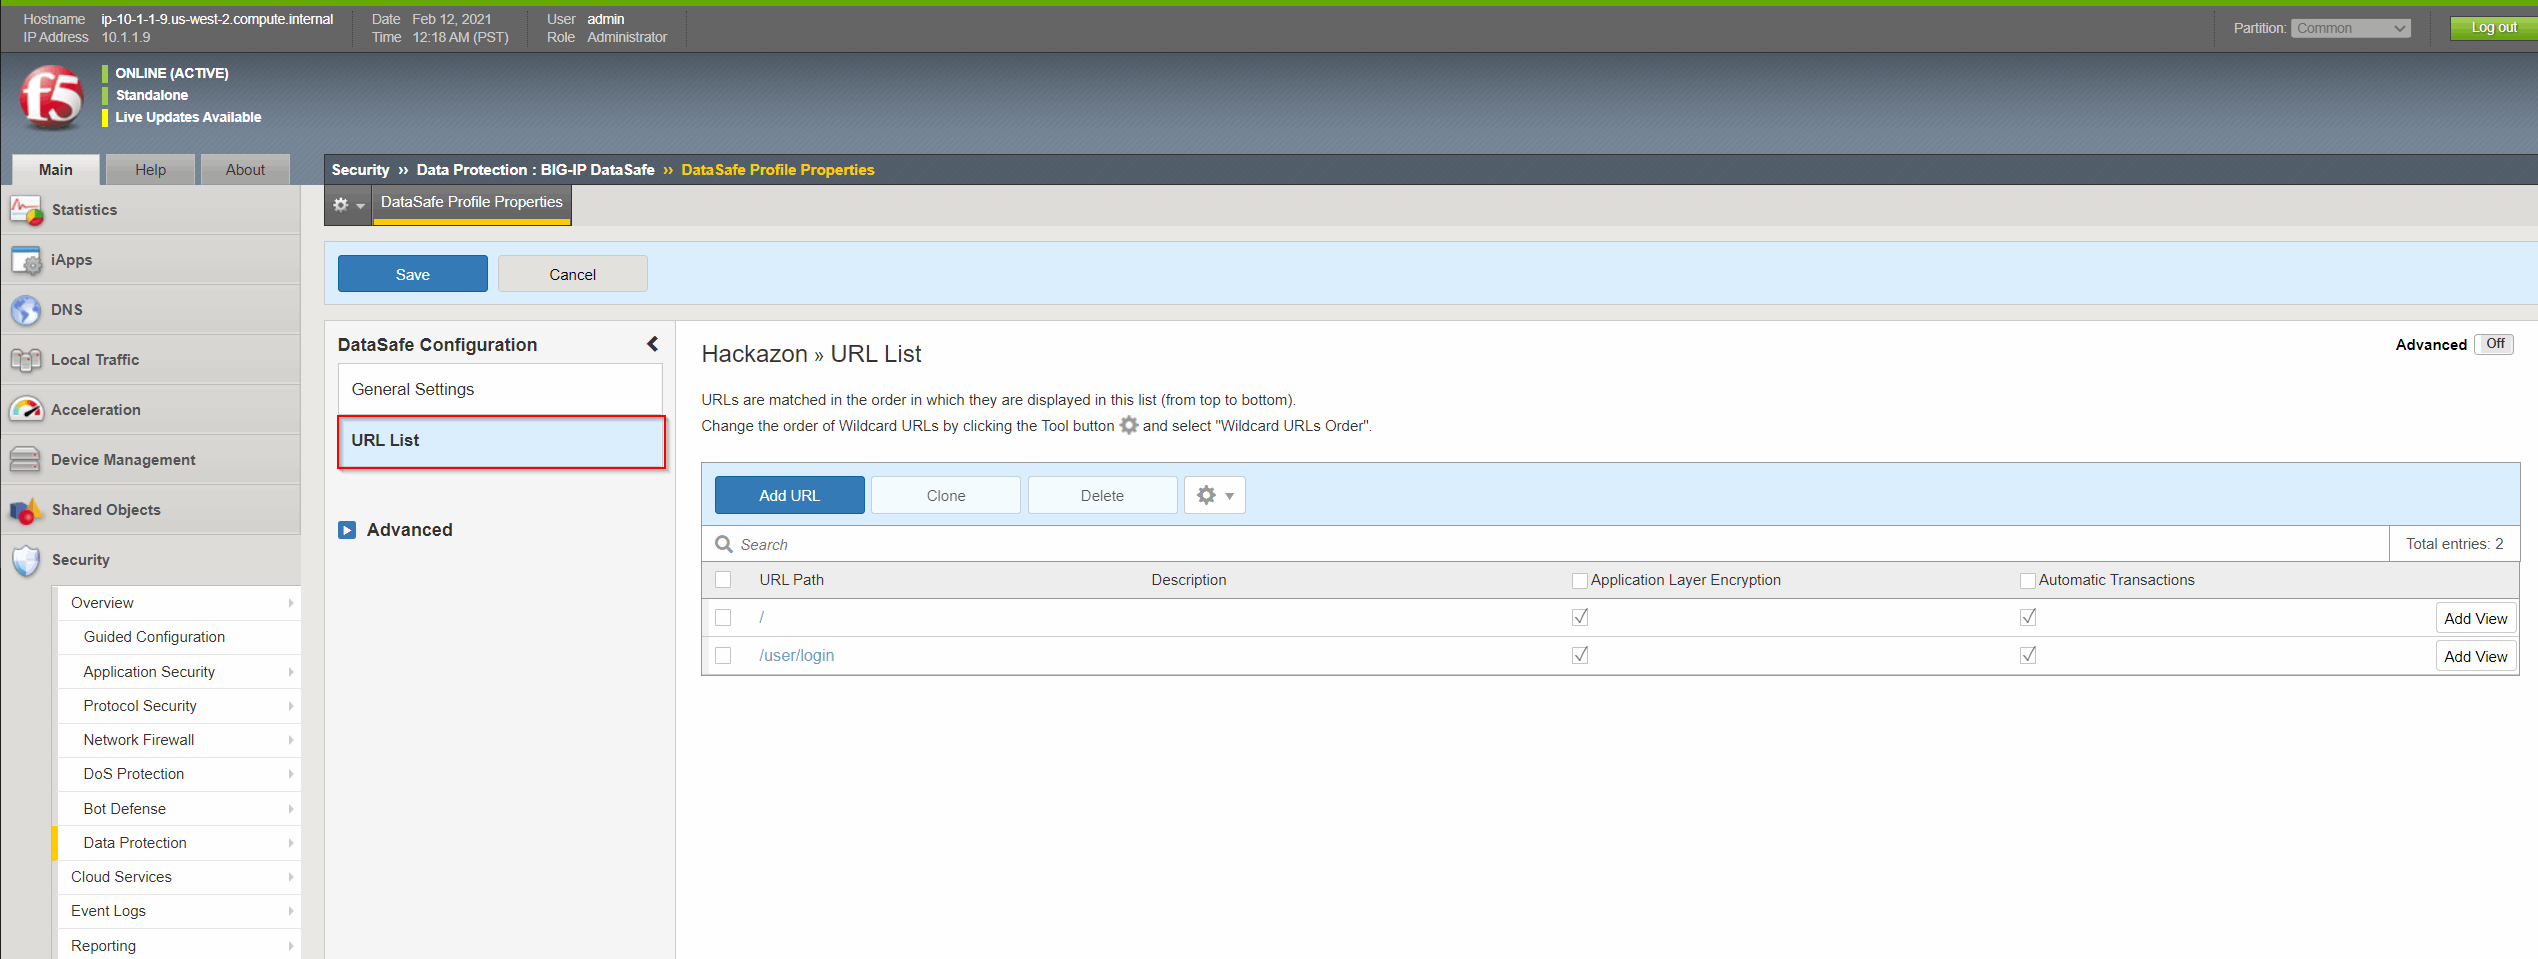 Hostname ip-10-1-1-9.us-west-2.compute.internal Date Feb 12, 2021 User admin
IP Address 10.1.1.9 Time 12:18 AM (PST) Role Administrator
Partition: Common Log out
f5
ONLINE (ACTIVE)
Standalone
Live Updates Available
Main Help About
Security ›› Data Protection : BIG-IP DataSafe ›› DataSafe Profile Properties
DataSafe Profile Properties
Statistics
iApps
DNS
Local Traffic
Acceleration
Device Management
Shared Objects
Security
Overview
Guided Configuration
Application Security
Protocol Security
Network Firewall
DoS Protection
Bot Defense
Data Protection
Cloud Services
Event Logs
Reporting
Save Cancel
DataSafe Configuration
General Settings
URL List
Advanced
Hackazon » URL List
Advanced Off
URLs are matched in the order in which they are displayed in this list (from top to bottom).
Change the order of Wildcard URLs by clicking the Tool button and select "Wildcard URLs Order".
Add URL Clone Delete
Search Total entries: 2
URL Path Description Application Layer Encryption Automatic Transactions
/ Add View
/user/login Add View